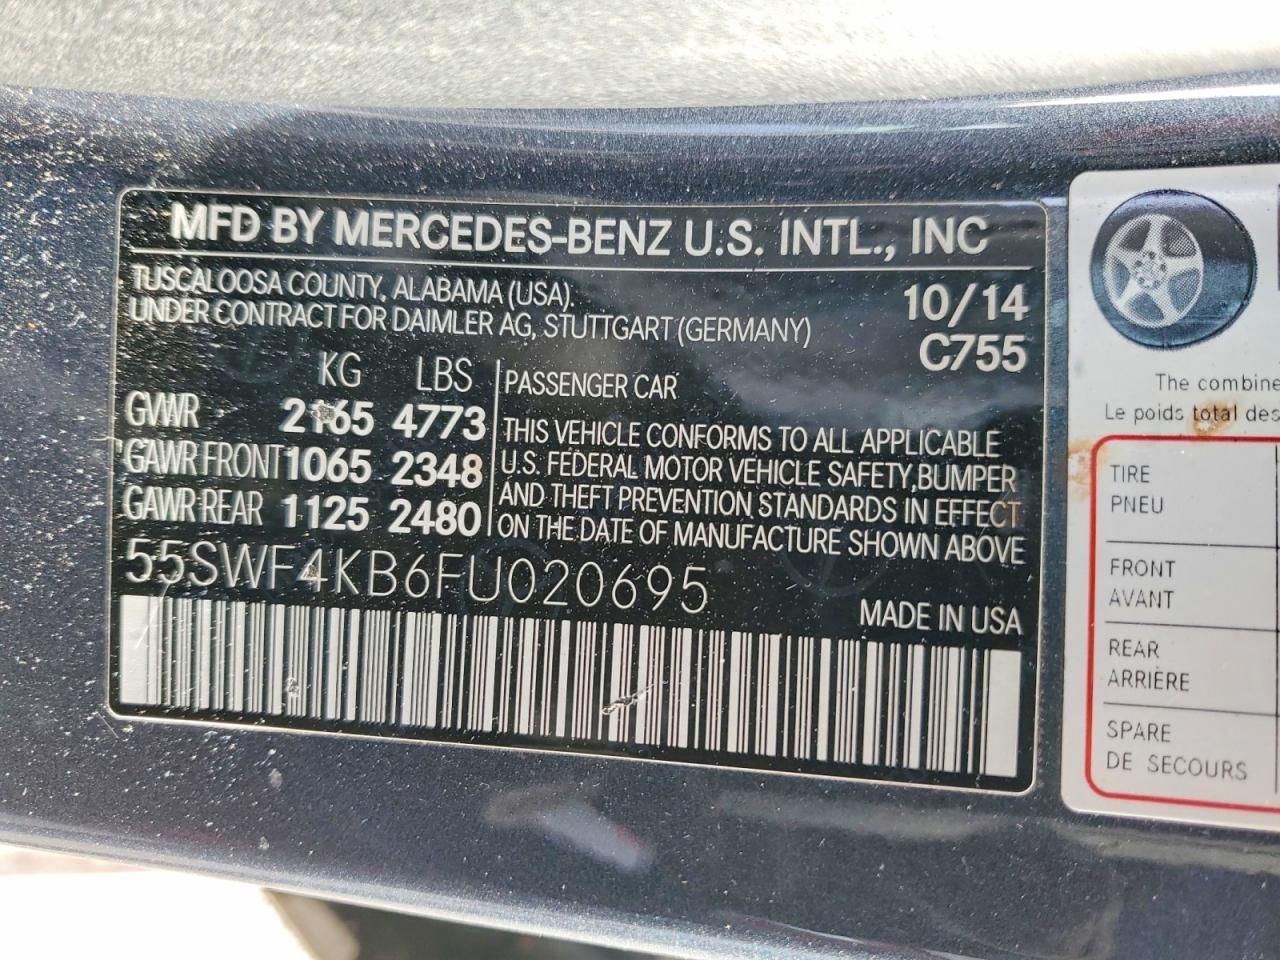 MFD BY MERCEDES-BENZ U.S. INTL., INC
TUSCALOOSA COUNTY, ALABAMA (USA).
UNDER CONTRACT FOR DAIMLER AG, STUTTGART (GERMANY)
10/14
C755
KG LBS
GVWR 2165 4773
GAWR FRONT 1065 2348
GAWR REAR 1125 2480
PASSENGER CAR
THIS VEHICLE CONFORMS TO ALL APPLICABLE
U.S. FEDERAL MOTOR VEHICLE SAFETY, BUMPER
AND THEFT PREVENTION STANDARDS IN EFFECT
ON THE DATE OF MANUFACTURE SHOWN ABOVE
55SWF4KB6FU020695
MADE IN USA
The combine
Le poids total des
TIRE
PNEU
FRONT
AVANT
REAR
ARRIÈRE
SPARE
DE SECOURS